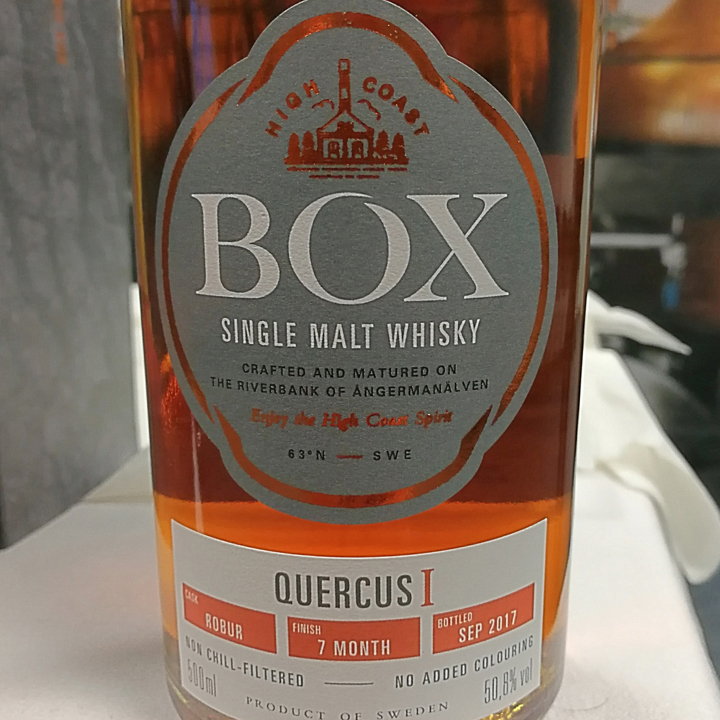 HIGH COAST
BOX
SINGLE MALT WHISKY
CRAFTED AND MATURED ON
THE RIVERBANK OF ÅNGERMANÄLVEN
Enjoy the High Coast Spirit
63°N — SWE
QUERCUS I
CASK
ROBUR
FINISH
7 MONTH
BOTTLED
SEP 2017
NON CHILL-FILTERED — NO ADDED COLOURING
500ml
50,8% vol
PRODUCT OF SWEDEN